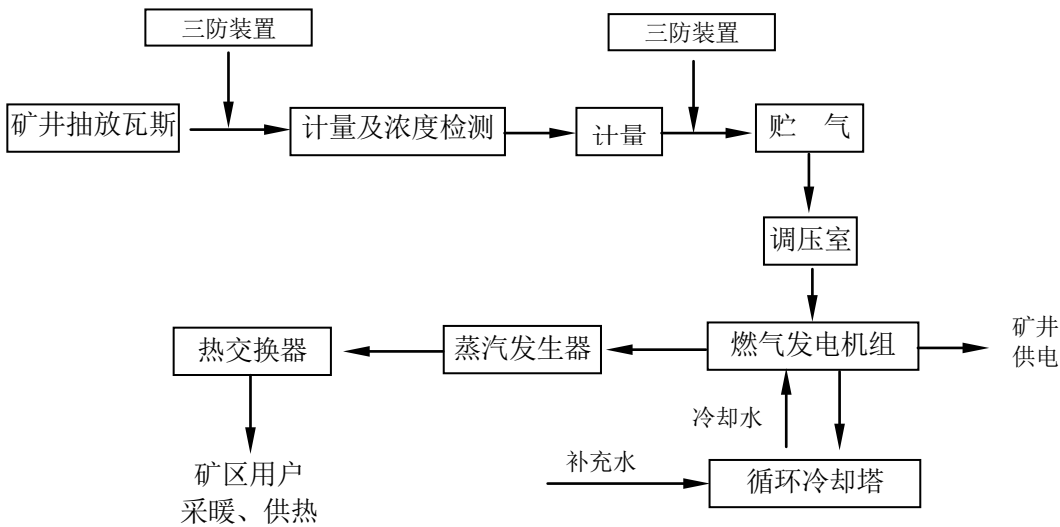 三防装置
三防装置
矿井抽放瓦斯
计量及浓度检测
计量
贮 气
调压室
热交换器
蒸汽发生器
燃气发电机组
矿井
供电
冷却水
补充水
循环冷却塔
矿区用户
采暖、供热